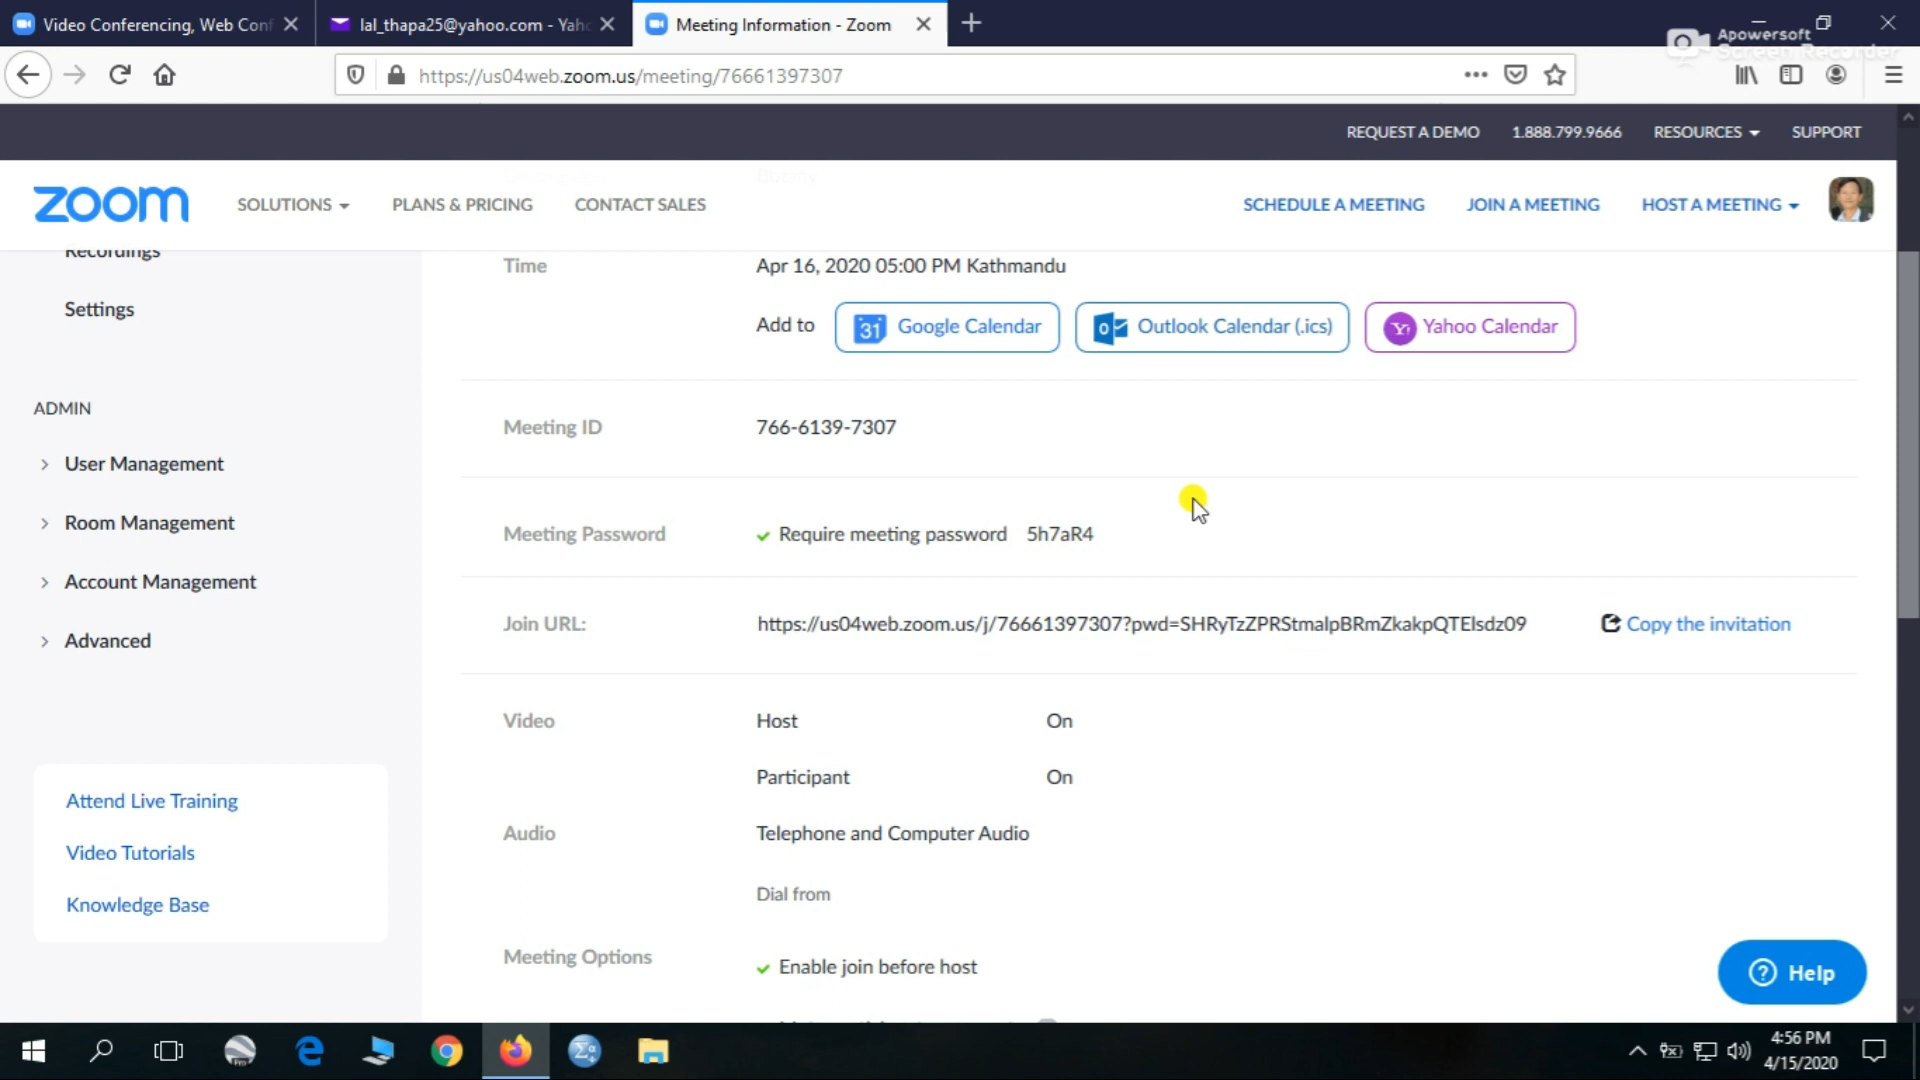 Video Conferencing, Web Conf
lal_thapa25@yahoo.com - Yaho
Meeting Information - Zoom
Apowersoft
Screen Recorder
https://us04web.zoom.us/meeting/76661397307
REQUEST A DEMO
1.888.799.9666
RESOURCES
SUPPORT
zoom
SOLUTIONS
PLANS & PRICING
CONTACT SALES
SCHEDULE A MEETING
JOIN A MEETING
HOST A MEETING
Recordings
Settings
ADMIN
User Management
Room Management
Account Management
Advanced
Attend Live Training
Video Tutorials
Knowledge Base
Time
Apr 16, 2020 05:00 PM Kathmandu
Add to
31 Google Calendar
Outlook Calendar (.ics)
Y! Yahoo Calendar
Meeting ID
766-6139-7307
Meeting Password
Require meeting password 5h7aR4
Join URL:
https://us04web.zoom.us/j/76661397307?pwd=SHRyTzZPRStmalpBRmZkakpQTElsdz09
Copy the invitation
Video
Host On
Participant On
Audio
Telephone and Computer Audio
Dial from
Meeting Options
Enable join before host
? Help
4:56 PM
4/15/2020